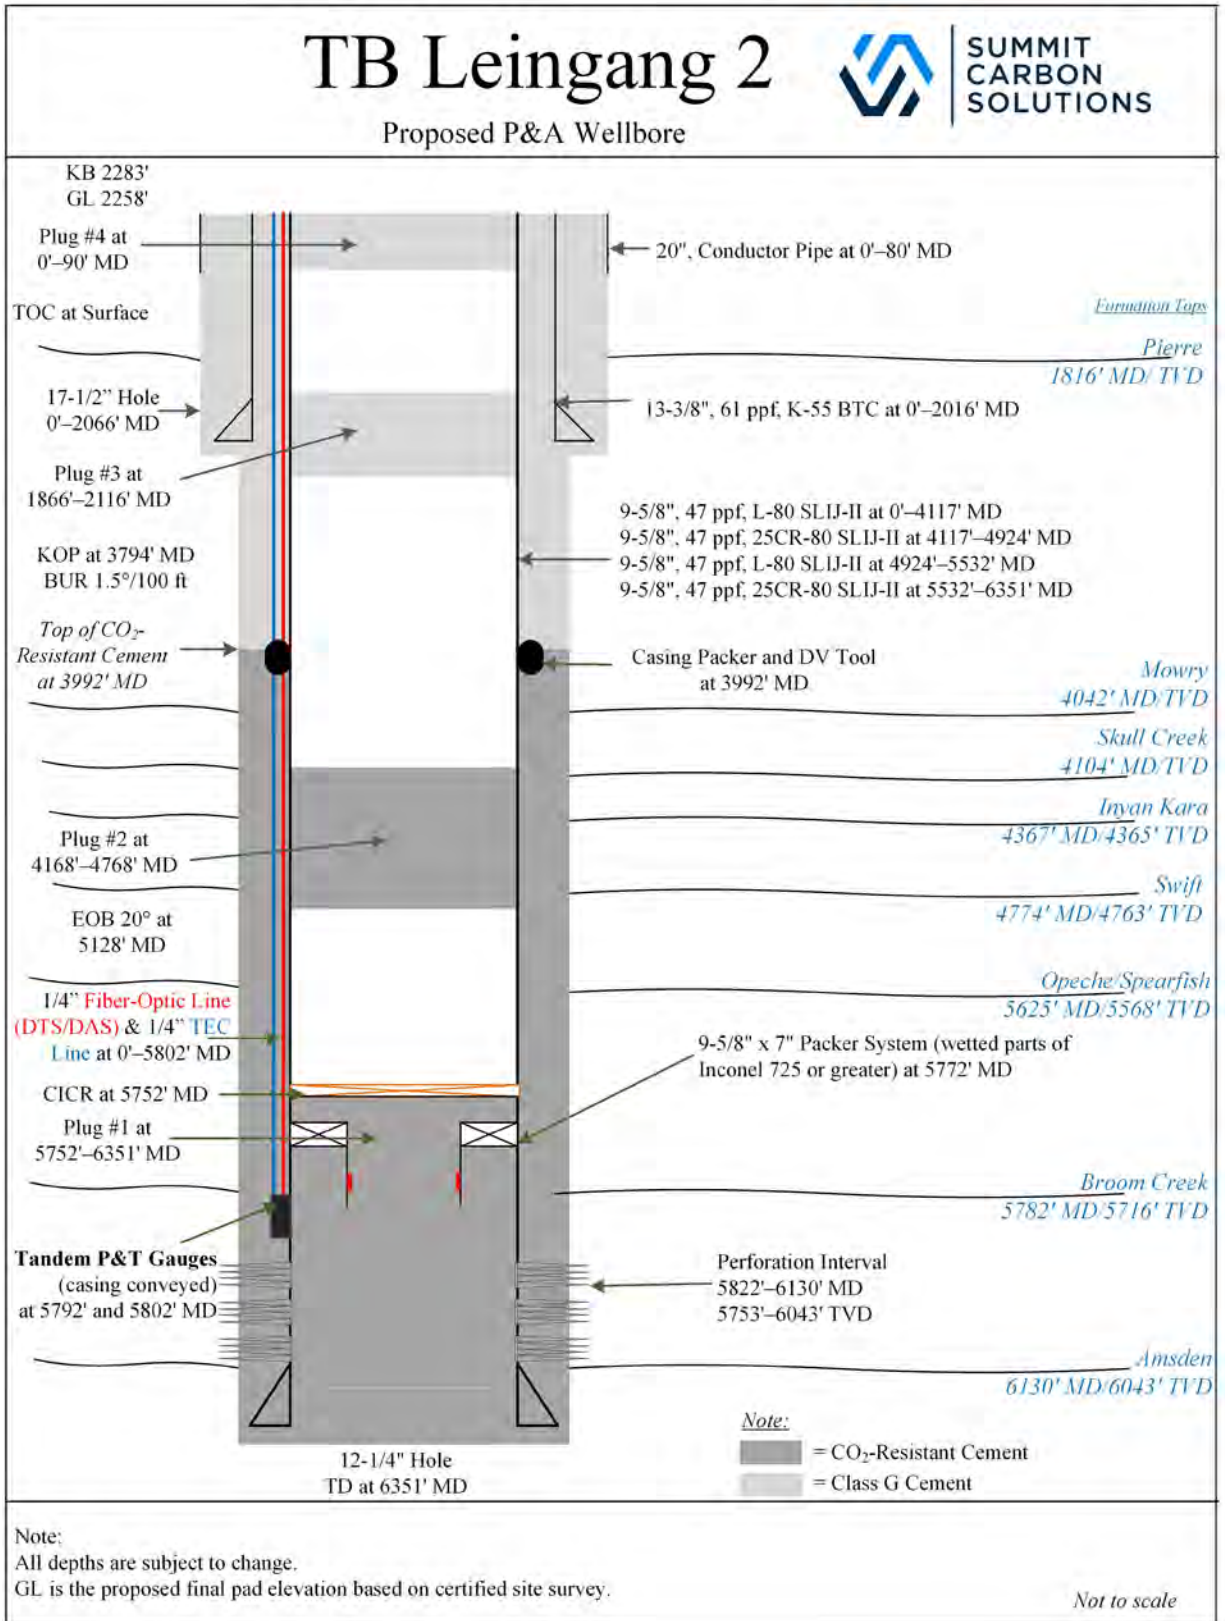 TB Leingang 2
Proposed P&A Wellbore
SUMMIT
CARBON
SOLUTIONS
KB 2283'
GL 2258'
Plug #4 at
0'–90' MD
20", Conductor Pipe at 0'–80' MD
TOC at Surface
Formation Tops
Pierre
1816' MD/ TVD
17-1/2” Hole
0'–2066' MD
13-3/8", 61 ppf, K-55 BTC at 0'–2016' MD
Plug #3 at
1866'–2116' MD
9-5/8", 47 ppf, L-80 SLIJ-II at 0'–4117' MD
9-5/8", 47 ppf, 25CR-80 SLIJ-II at 4117'–4924' MD
9-5/8", 47 ppf, L-80 SLIJ-II at 4924'–5532' MD
9-5/8", 47 ppf, 25CR-80 SLIJ-II at 5532'–6351' MD
KOP at 3794' MD
BUR 1.5°/100 ft
Top of CO₂-
Resistant Cement
at 3992' MD
Casing Packer and DV Tool
at 3992' MD
Mowry
4042' MD/TVD
Skull Creek
4104' MD/TVD
Inyan Kara
4367' MD/4365' TVD
Plug #2 at
4168'–4768' MD
Swift
4774' MD/4763' TVD
EOB 20° at
5128' MD
Opeche/Spearfish
5625' MD/5568' TVD
1/4” Fiber-Optic Line
(DTS/DAS) & 1/4” TEC
Line at 0'–5802' MD
9-5/8" x 7" Packer System (wetted parts of
Inconel 725 or greater) at 5772' MD
CICR at 5752' MD
Plug #1 at
5752'–6351' MD
Broom Creek
5782' MD/5716' TVD
Tandem P&T Gauges
(casing conveyed)
at 5792' and 5802' MD
Perforation Interval
5822'–6130' MD
5753'–6043' TVD
Amsden
6130' MD/6043' TVD
Note:
= CO₂-Resistant Cement
= Class G Cement
12-1/4" Hole
TD at 6351' MD
Note:
All depths are subject to change.
GL is the proposed final pad elevation based on certified site survey.
Not to scale